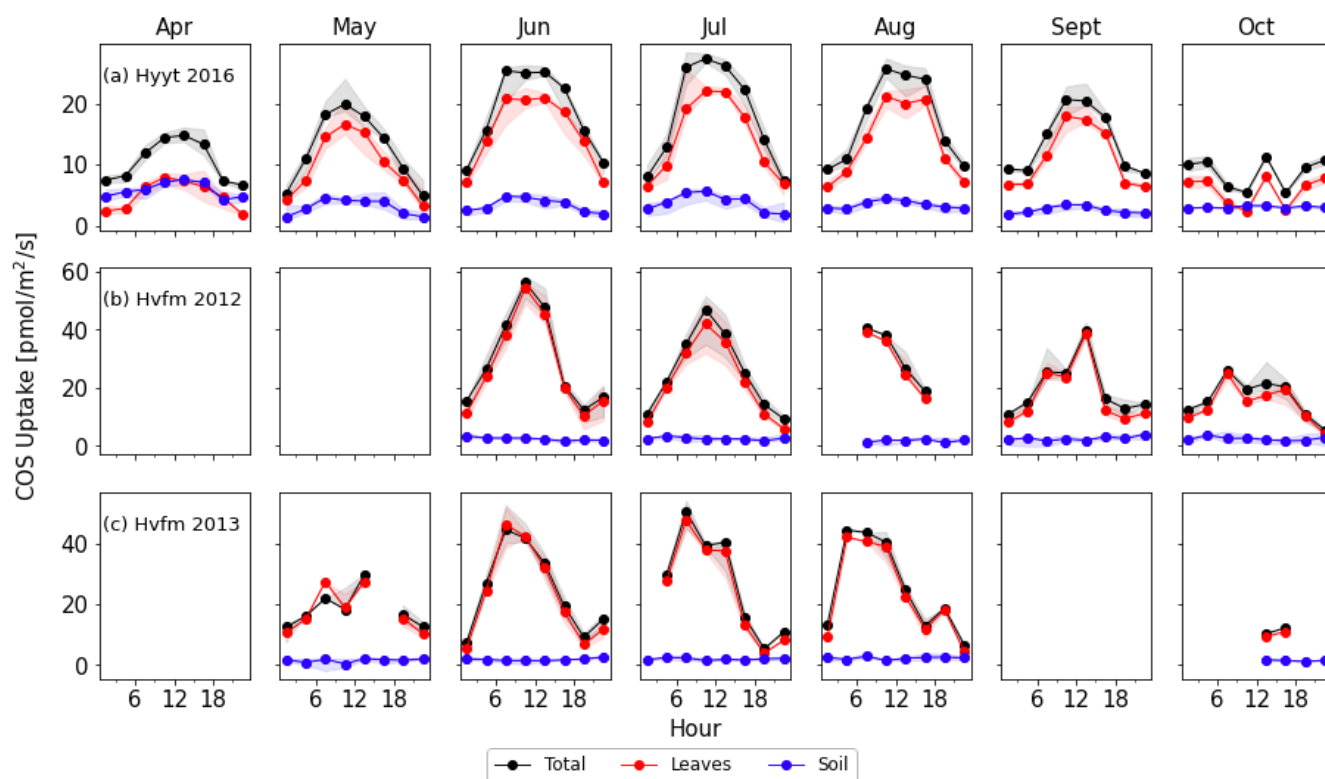 Apr May Jun Jul Aug Sept Oct
(a) Hyyt 2016
20
10
0
(b) Hvfm 2012
60
40
20
0
(c) Hvfm 2013
40
20
0
COS Uptake [pmol/m²/s]
6 12 18 6 12 18 6 12 18 6 12 18 6 12 18 6 12 18 6 12 18
Hour
Total Leaves Soil